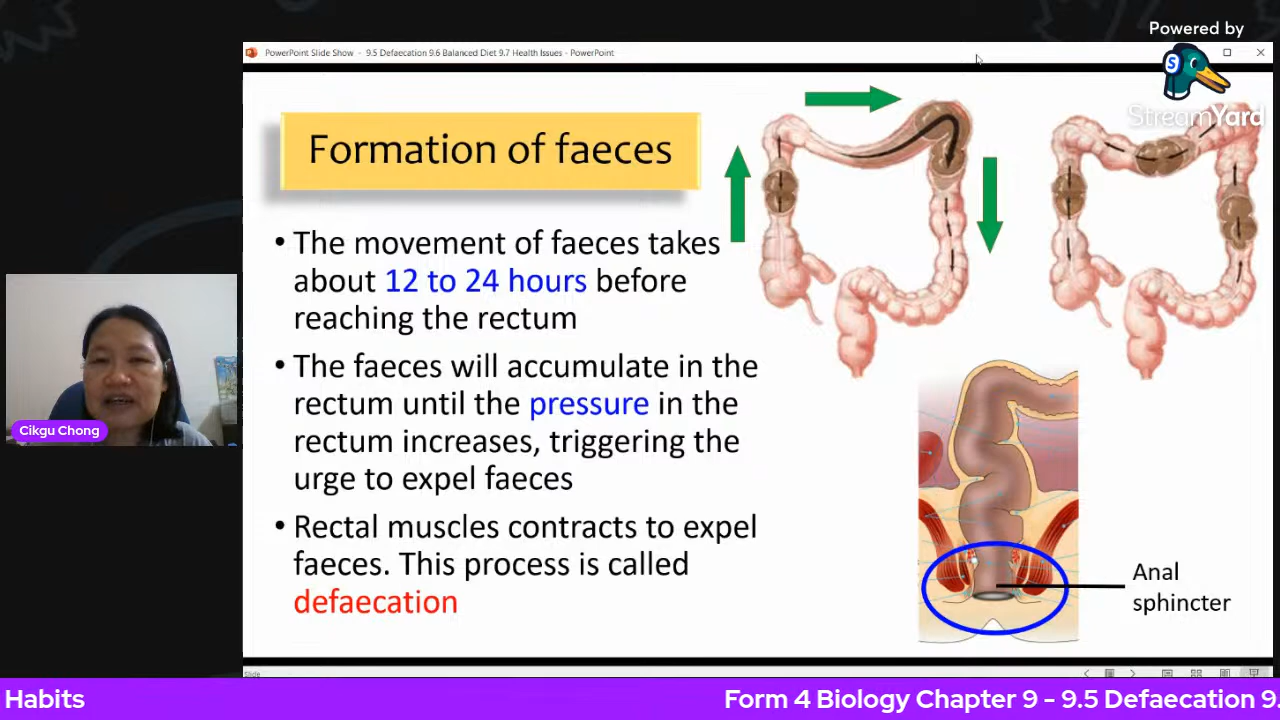 Powered by
StreamYard
PowerPoint Slide Show - 9.5 Defaecation 9.6 Balanced Diet 9.7 Health Issues - PowerPoint
Formation of faeces
• The movement of faeces takes
about 12 to 24 hours before
reaching the rectum
• The faeces will accumulate in the
rectum until the pressure in the
rectum increases, triggering the
urge to expel faeces
• Rectal muscles contracts to expel
faeces. This process is called
defaecation
Anal
sphincter
Cikgu Chong
Slide
Habits
Form 4 Biology Chapter 9 - 9.5 Defaecation 9.